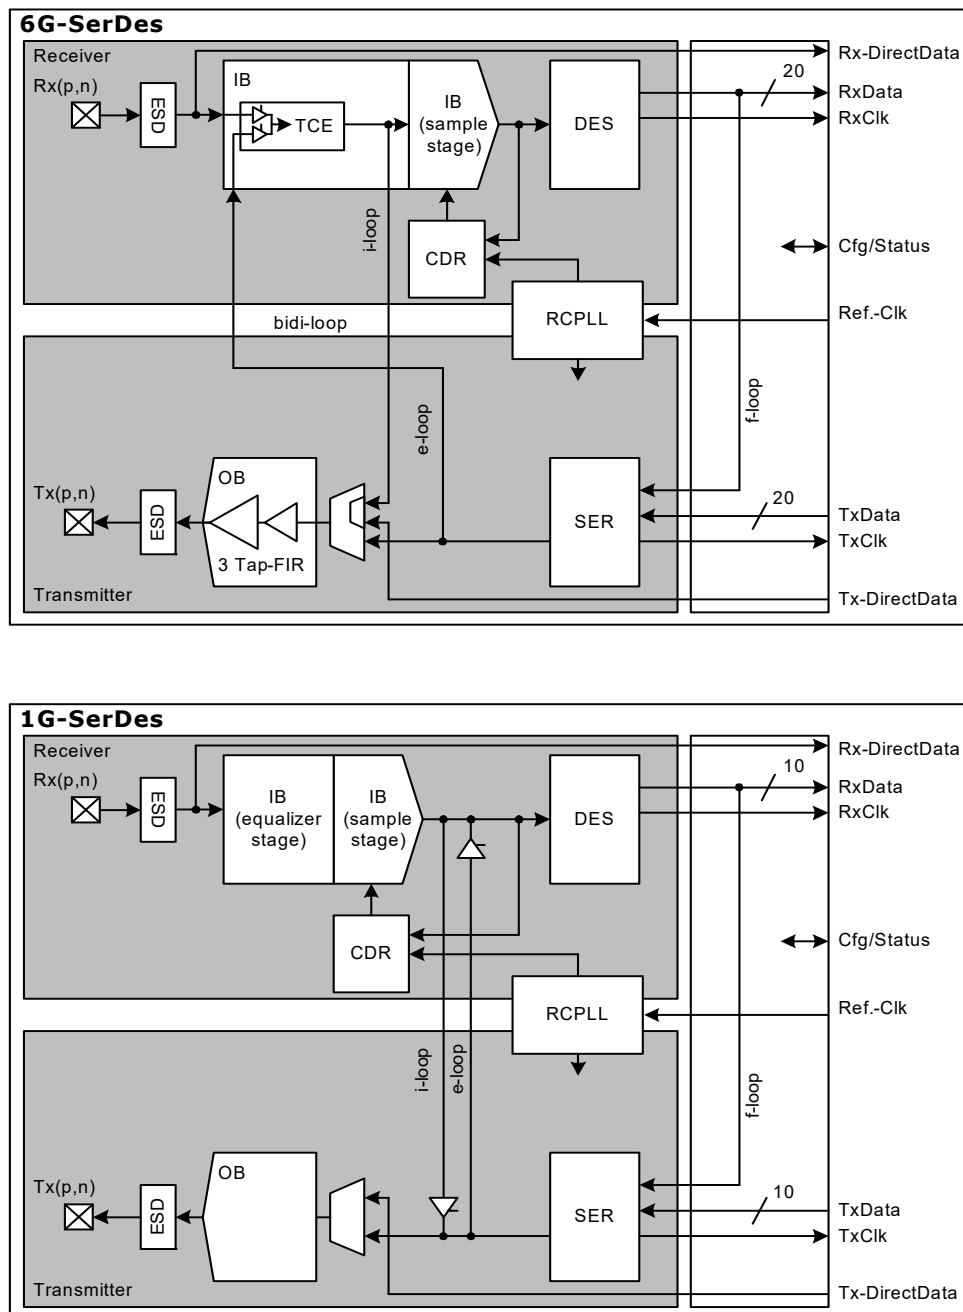 6G-SerDes
Receiver
Rx-DirectData
Rx(p,n)
ESD
IB
TCE
IB
(sample
stage)
DES
20
RxData
RxClk
i-loop
CDR
Cfg/Status
bidi-loop
RCPLL
Ref.-Clk
e-loop
f-loop
Tx(p,n)
ESD
OB
3 Tap-FIR
SER
20
TxData
TxClk
Transmitter
Tx-DirectData
1G-SerDes
Receiver
Rx-DirectData
Rx(p,n)
ESD
IB
(equalizer
stage)
IB
(sample
stage)
DES
10
RxData
RxClk
CDR
Cfg/Status
RCPLL
Ref.-Clk
i-loop
e-loop
f-loop
Tx(p,n)
ESD
OB
SER
10
TxData
TxClk
Transmitter
Tx-DirectData